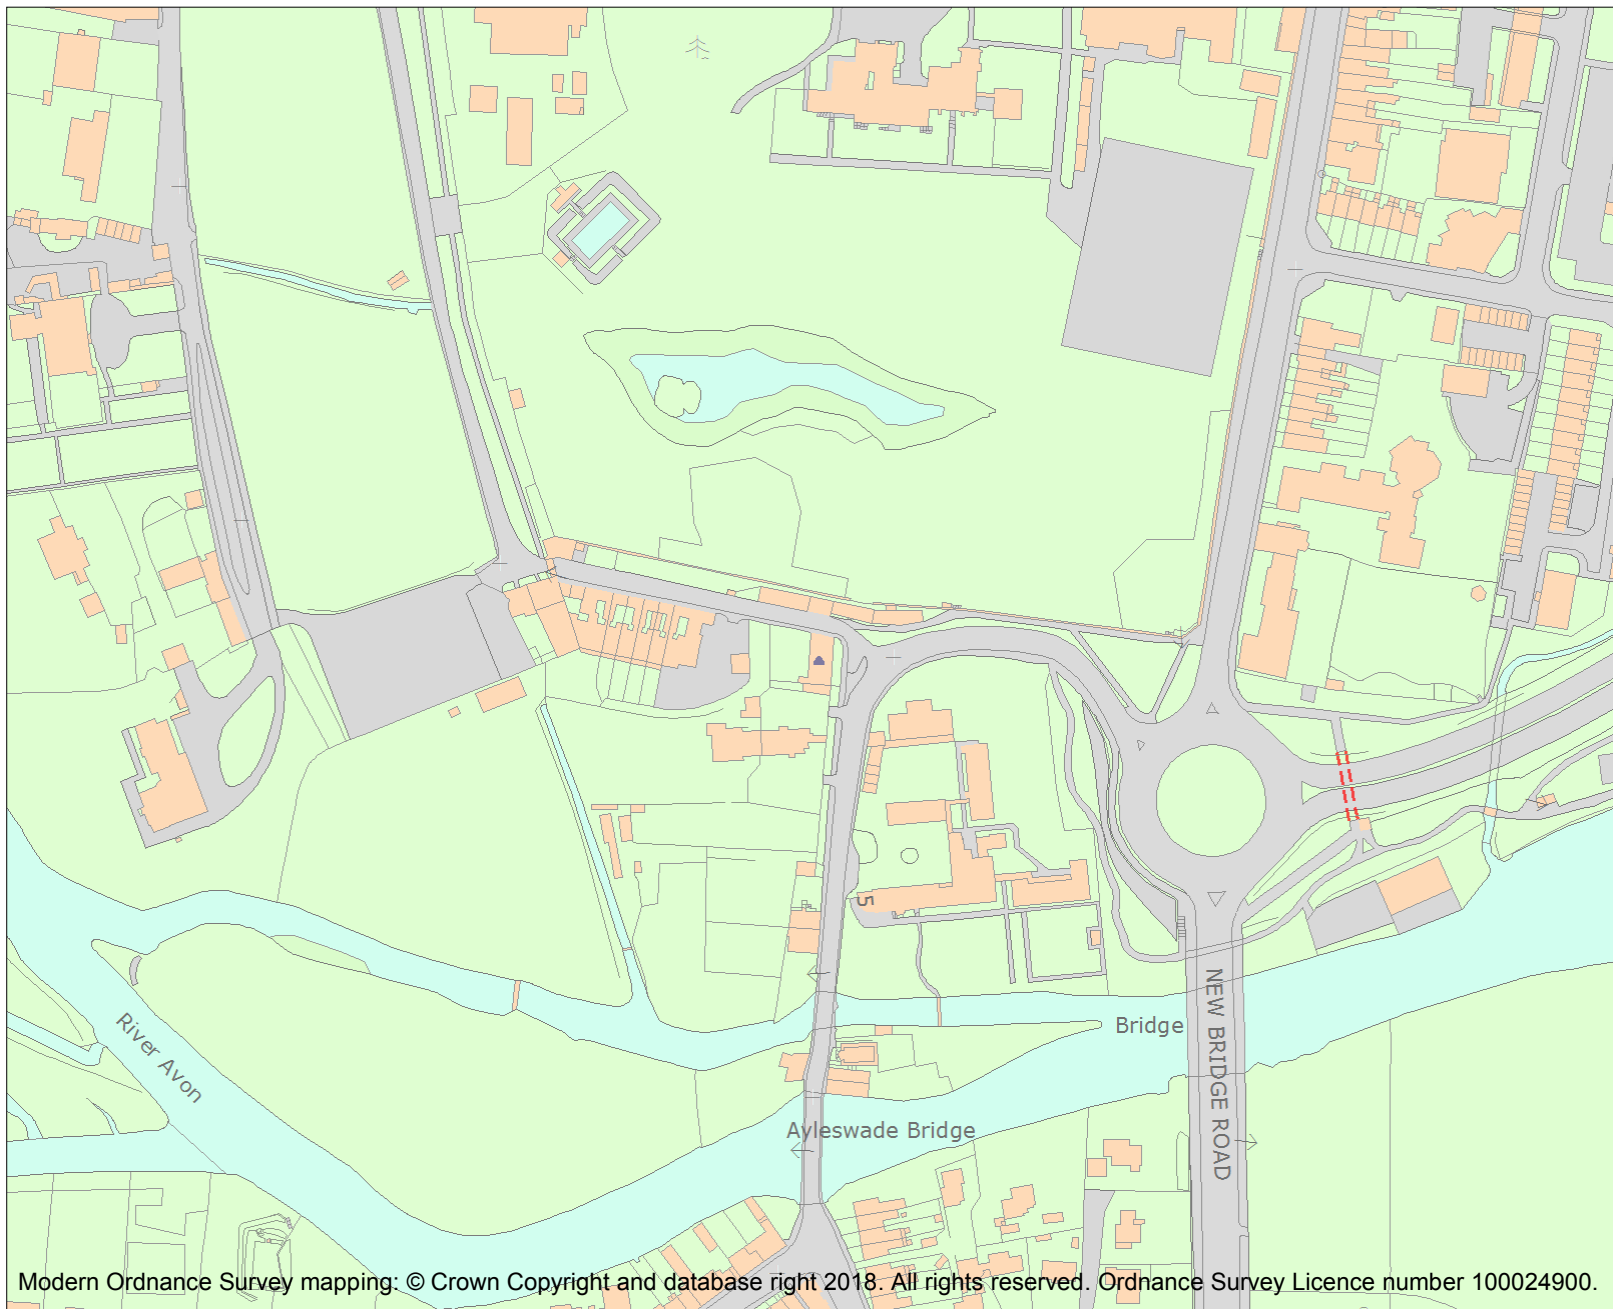 5
NEW BRIDGE ROAD
Bridge
River Avon
Ayleswade Bridge
Modern Ordnance Survey mapping: © Crown Copyright and database right 2018. All rights reserved. Ordnance Survey Licence number 100024900.